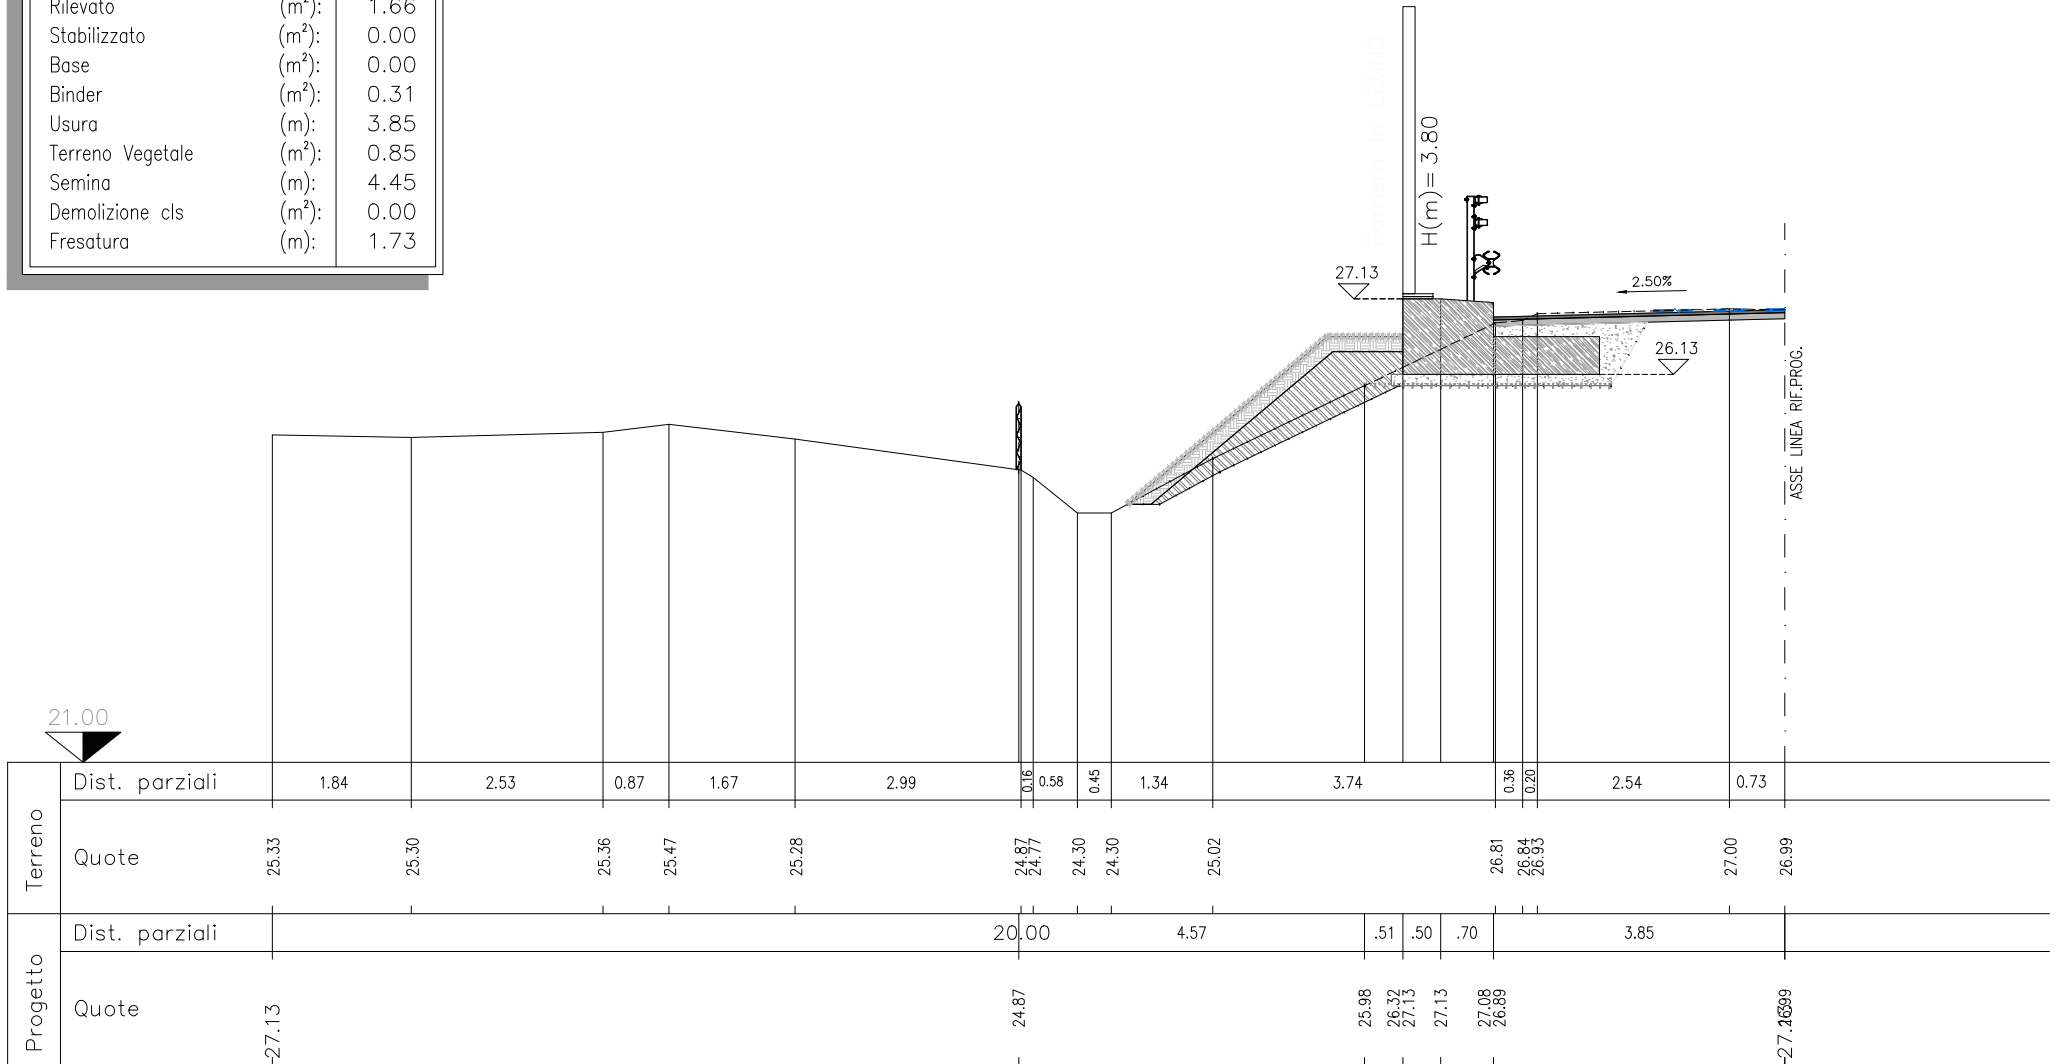 Rilevato (m²): 1.66
Stabilizzato (m²): 0.00
Base (m²): 0.00
Binder (m²): 0.31
Usura (m): 3.85
Terreno Vegetale (m²): 0.85
Semina (m): 4.45
Demolizione cls (m²): 0.00
Fresatura (m): 1.73
Barriera in LEGNO
H(m)= 3.80
27.13
2.50%
26.13
ASSE LINEA RIF.PROG.
21.00
Terreno
Dist. parziali 1.84 2.53 0.87 1.67 2.99 0.16 0.58 0.45 1.34 3.74 0.36 0.20 2.54 0.73
Quote 25.33 25.30 25.36 25.47 25.28 24.87 24.77 24.30 24.30 25.02 26.81 26.84 26.93 27.00 26.99
Progetto
Dist. parziali 20.00 4.57 .51 .50 .70 3.85
Quote 27.13 24.87 25.98 26.32 27.13 27.13 27.08 26.89